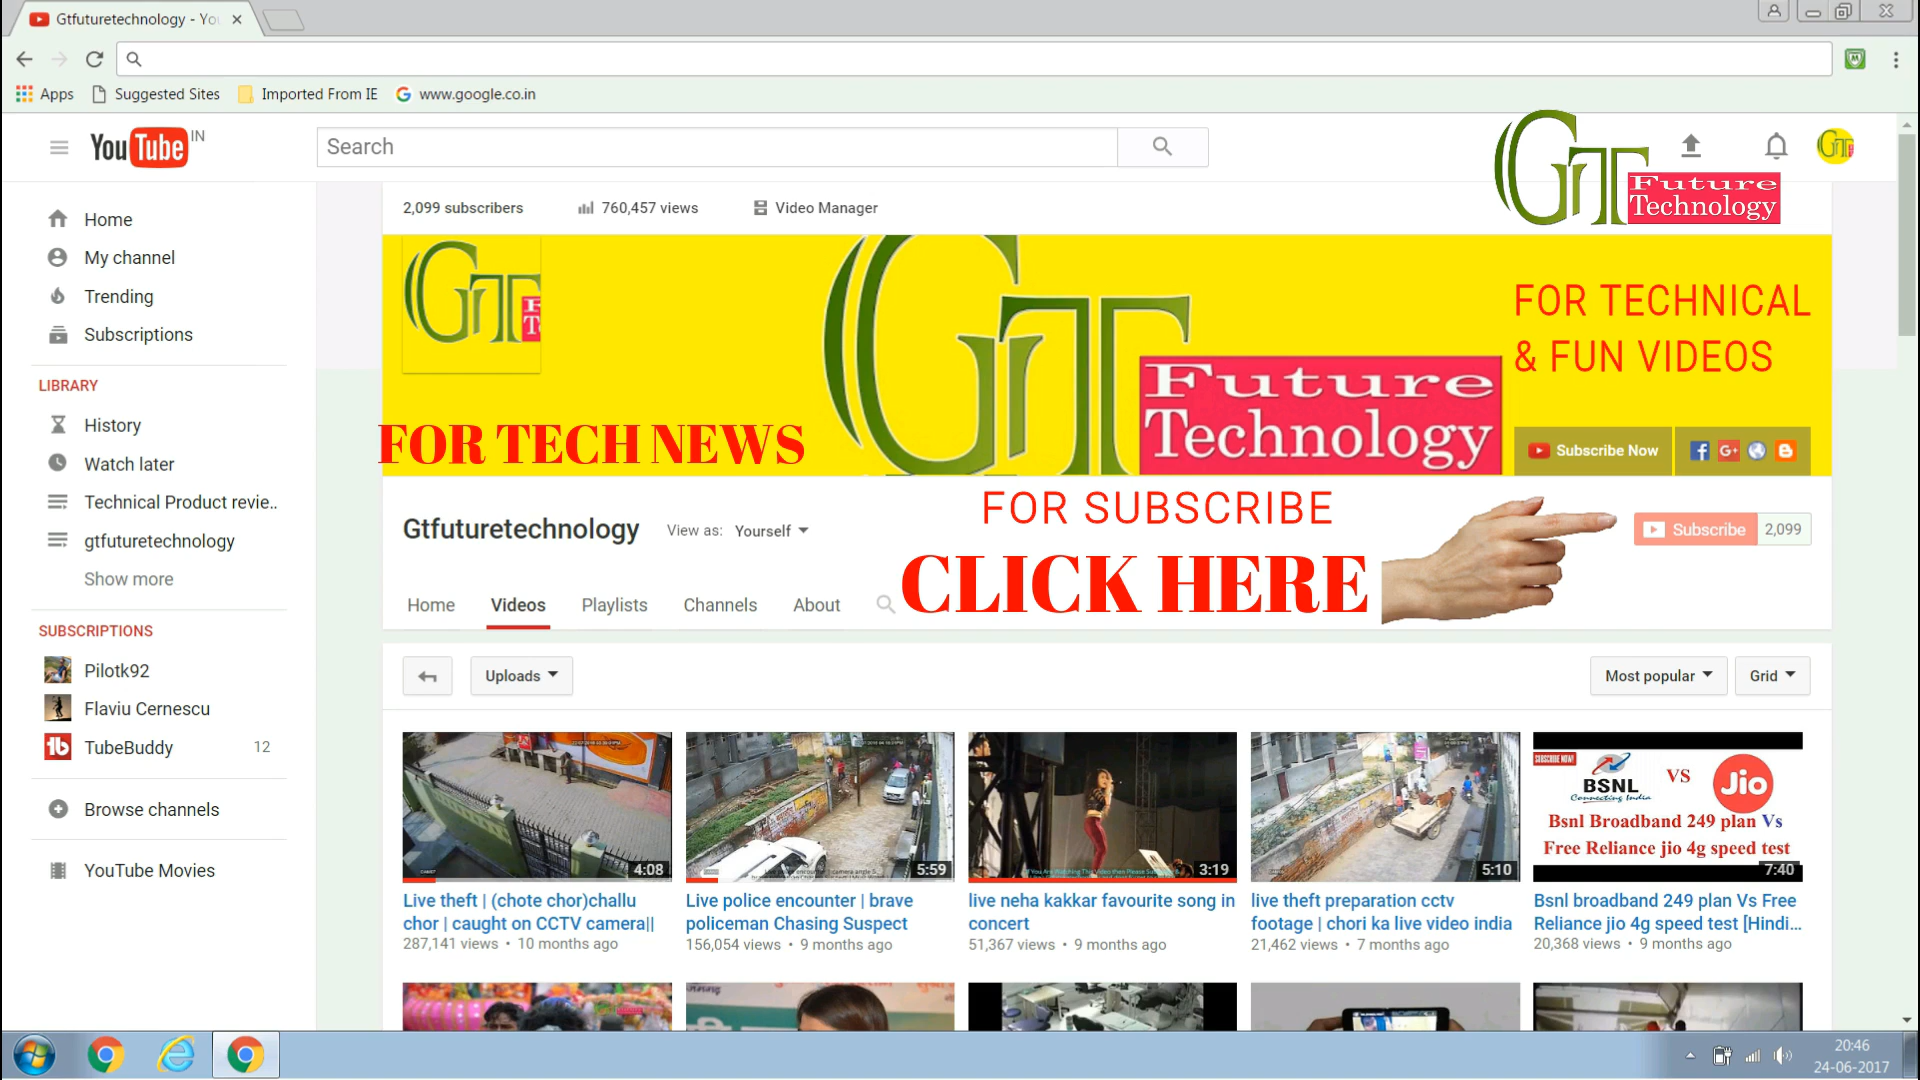 Gtfuturetechnology - You
Apps
Suggested Sites
Imported From IE
www.google.co.in
YouTube IN
Search
GT Future Technology
2,099 subscribers
760,457 views
Video Manager
Home
My channel
Trending
Subscriptions
LIBRARY
History
Watch later
Technical Product revie..
gtfuturetechnology
Show more
SUBSCRIPTIONS
Pilotk92
Flaviu Cernescu
TubeBuddy 12
Browse channels
YouTube Movies
FOR TECH NEWS
GT
Future
Technology
FOR TECHNICAL
& FUN VIDEOS
Subscribe Now
Gtfuturetechnology
View as: Yourself
FOR SUBSCRIBE
CLICK HERE
Subscribe 2,099
Home
Videos
Playlists
Channels
About
Uploads
Most popular
Grid
4:08
Live theft | (chote chor)challu
chor | caught on CCTV camera||
287,141 views • 10 months ago
5:59
Live police encounter | brave
policeman Chasing Suspect
156,054 views • 9 months ago
3:19
live neha kakkar favourite song in
concert
51,367 views • 9 months ago
5:10
live theft preparation cctv
footage | chori ka live video india
21,462 views • 7 months ago
SUBSCRIBE NOW!
BSNL
Connecting India
VS
Jio
Bsnl Broadband 249 plan Vs
Free Reliance jio 4g speed test
7:40
Bsnl broadband 249 plan Vs Free
Reliance jio 4g speed test [Hindi...
20,368 views • 9 months ago
20:46
24-06-2017